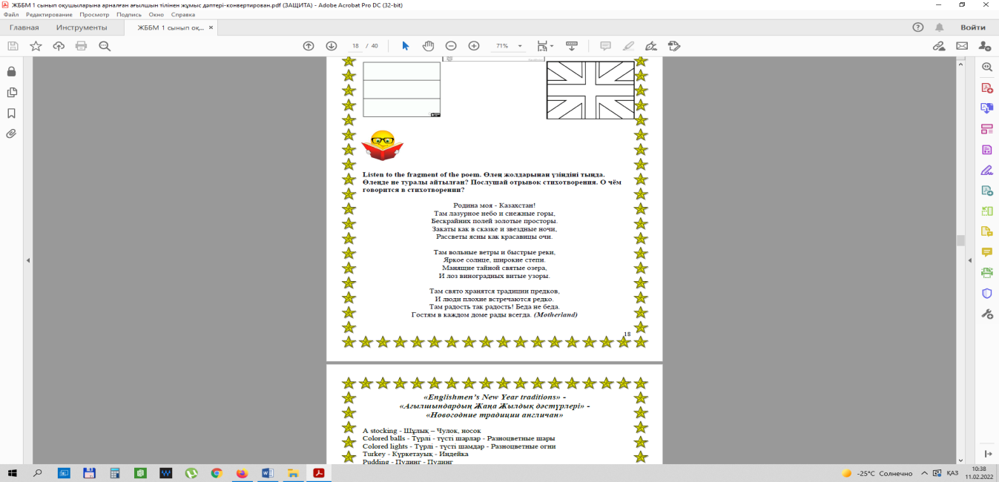 ЖББМ 1 сынып оқушыларына арналған ағылшын тілінен жұмыс дәптері-конвертирован.pdf (ЗАЩИТА) - Adobe Acrobat Pro DC (32-bit)
Файл Редактирование Просмотр Подпись Окно Справка
Главная Инструменты ЖББМ 1 сынып оқ... × Войти
18 / 40 71%
Listen to the fragment of the poem. Өлең жолдарынан үзіндіні тыңда.
Өлеңде не туралы айтылған? Послушай отрывок стихотворения. О чём
говорится в стихотворении?
Родина моя - Казахстан!
Там лазурное небо и снежные горы,
Бескрайних полей золотые просторы.
Закаты как в сказке и звездные ночи,
Рассветы ясны как красавицы очи.
Там вольные ветры и быстрые реки,
Яркое солнце, широкие степи.
Манящие тайной святые озера,
И лоз виноградных витые узоры.
Там свято хранятся традиции предков,
И люди плохие встречаются редко.
Там радость так радость! Беда не беда.
Гостям в каждом доме рады всегда. (Motherland)
18
«Englishmen's New Year traditions» -
«Ағылшындардың Жаңа Жылдық дәстүрлері» -
«Новогодние традиции англичан»
A stocking - Шұлық – Чулок, носок
Colored balls - Түрлі - түсті шарлар - Разноцветные шары
Colored lights - Түрлі - түсті шамдар - Разноцветные огни
Turkey - Күркетауық - Индейка
Pudding - Пудинг - Пудинг
-25°C Солнечно ҚАЗ 10:38
11.02.2022